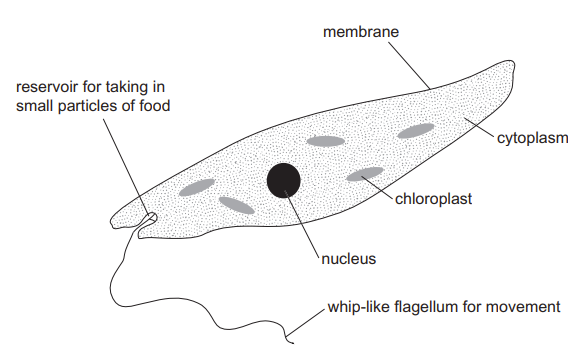 membrane
reservoir for taking in
small particles of food
cytoplasm
chloroplast
nucleus
whip-like flagellum for movement